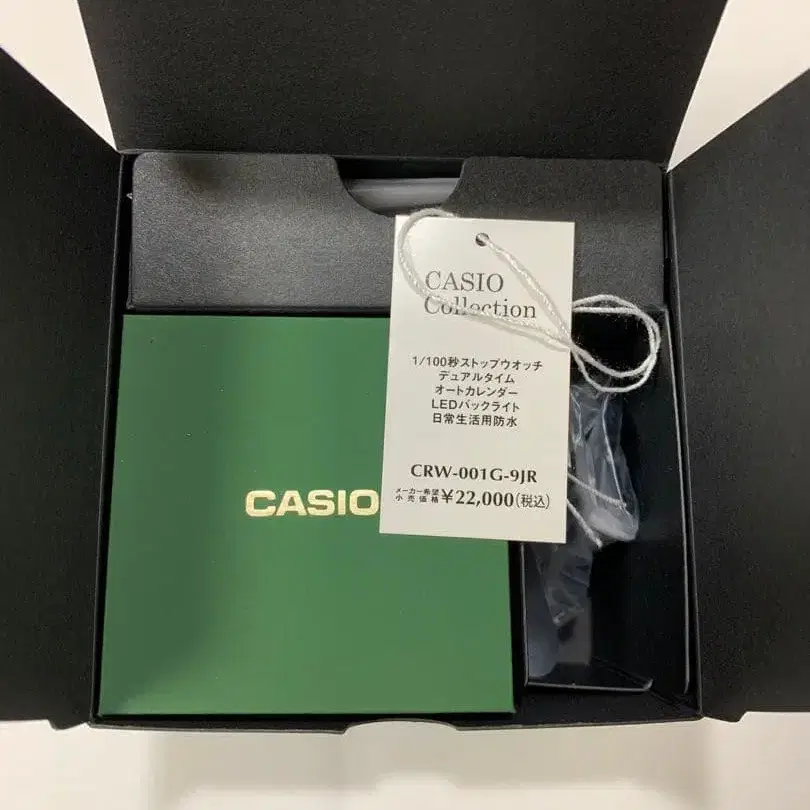 CASIO
Collection
1/100秒ストップウオッチ
デュアルタイム
オートカレンダー
LEDバックライト
日常生活用防水
CRW-001G-9JR
メーカー希望小売価格 ¥22,000(税込)
CASIO